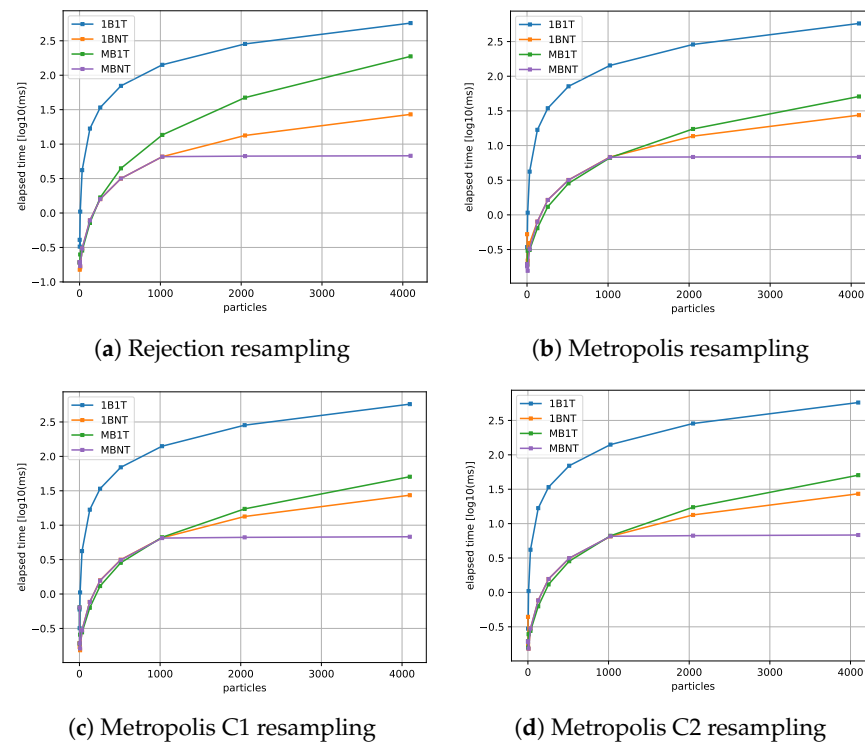 1B1T
1BNT
MB1T
MBNT
2.5
2.0
1.5
1.0
0.5
0.0
−0.5
−1.0
elapsed time [log10(ms)]
0 1000 2000 3000 4000
particles
(a) Rejection resampling
1B1T
1BNT
MB1T
MBNT
2.5
2.0
1.5
1.0
0.5
0.0
−0.5
elapsed time [log10(ms)]
0 1000 2000 3000 4000
particles
(b) Metropolis resampling
1B1T
1BNT
MB1T
MBNT
2.5
2.0
1.5
1.0
0.5
0.0
−0.5
elapsed time [log10(ms)]
0 1000 2000 3000 4000
particles
(c) Metropolis C1 resampling
1B1T
1BNT
MB1T
MBNT
2.5
2.0
1.5
1.0
0.5
0.0
−0.5
elapsed time [log10(ms)]
0 1000 2000 3000 4000
particles
(d) Metropolis C2 resampling